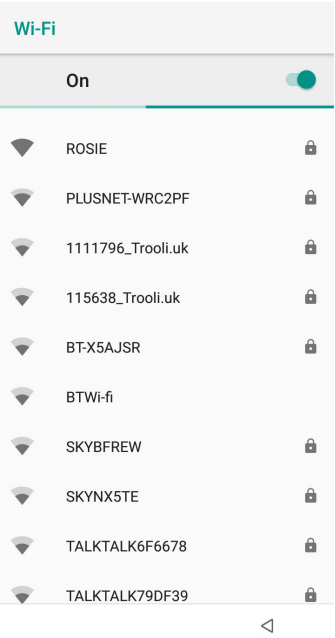 Wi-Fi
On
ROSIE
PLUSNET-WRC2PF
1111796_Trooli.uk
115638_Trooli.uk
BT-X5AJSR
BTWi-fi
SKYBFREW
SKYNX5TE
TALKTALK6F6678
TALKTALK79DF39